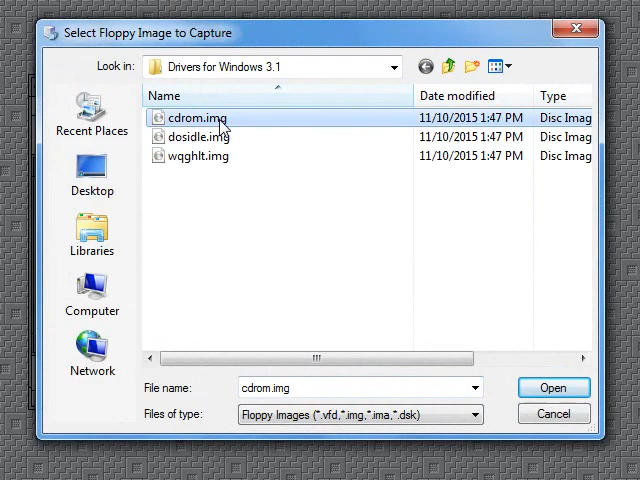 Select Floppy Image to Capture
Look in: Drivers for Windows 3.1
Name Date modified Type
cdrom.img 11/10/2015 1:47 PM Disc Imag
dosidle.img 11/10/2015 1:47 PM Disc Imag
wqghlt.img 11/10/2015 1:47 PM Disc Imag
Recent Places
Desktop
Libraries
Computer
Network
File name: cdrom.img Open
Files of type: Floppy Images (*.vfd,*.img,*.ima,*.dsk) Cancel